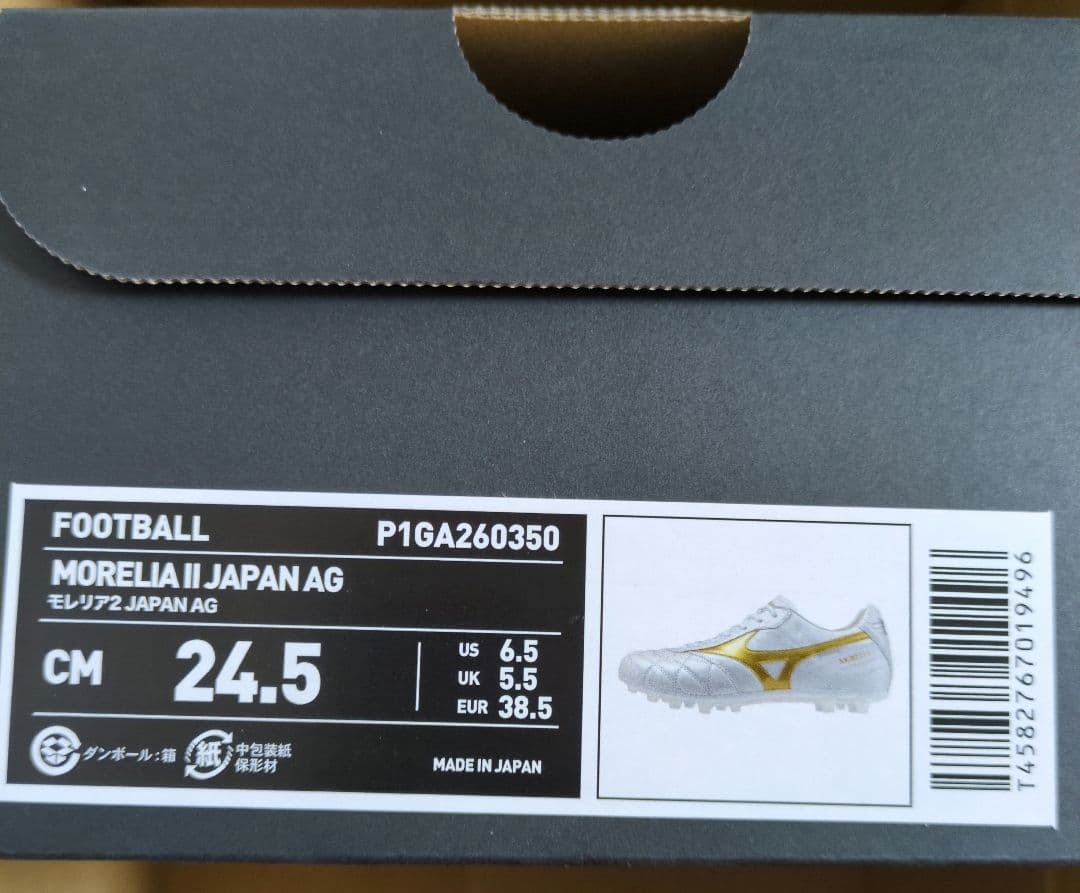 FOOTBALL P1GA260350
MORELIA II JAPAN AG
モレリア2 JAPAN AG
CM 24.5
US 6.5
UK 5.5
EUR 38.5
ダンボール:箱
紙 中包装紙
保形材
MADE IN JAPAN
T4582767019496